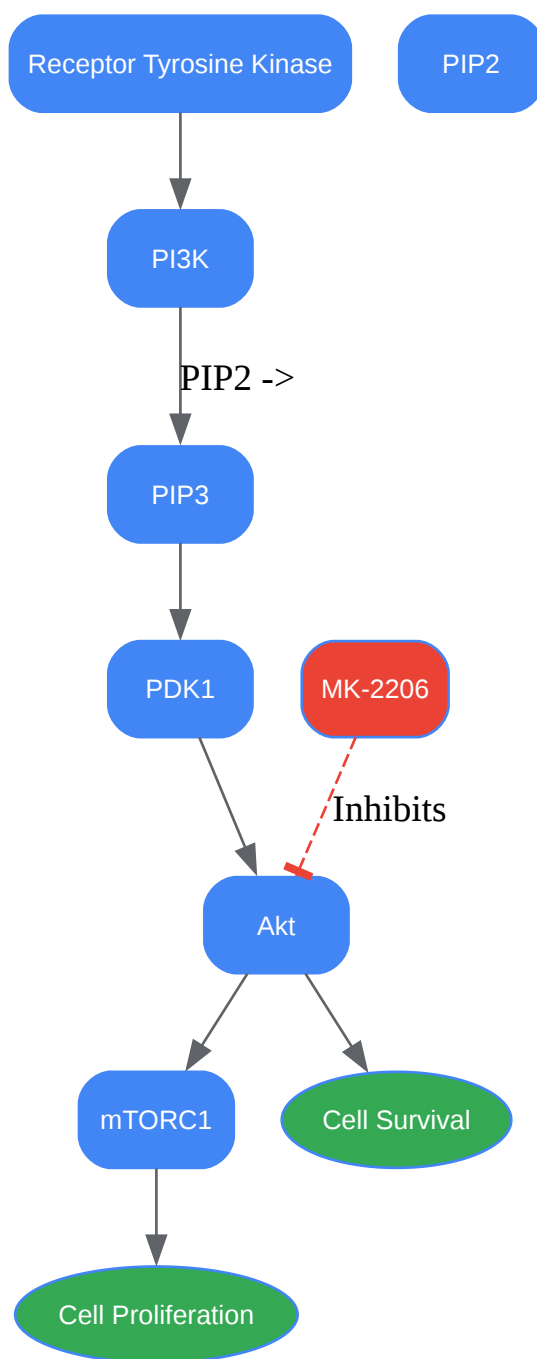 Receptor Tyrosine Kinase
PIP2
PI3K
PIP2 ->
PIP3
PDK1
MK-2206
Inhibits
Akt
mTORC1
Cell Survival
Cell Proliferation